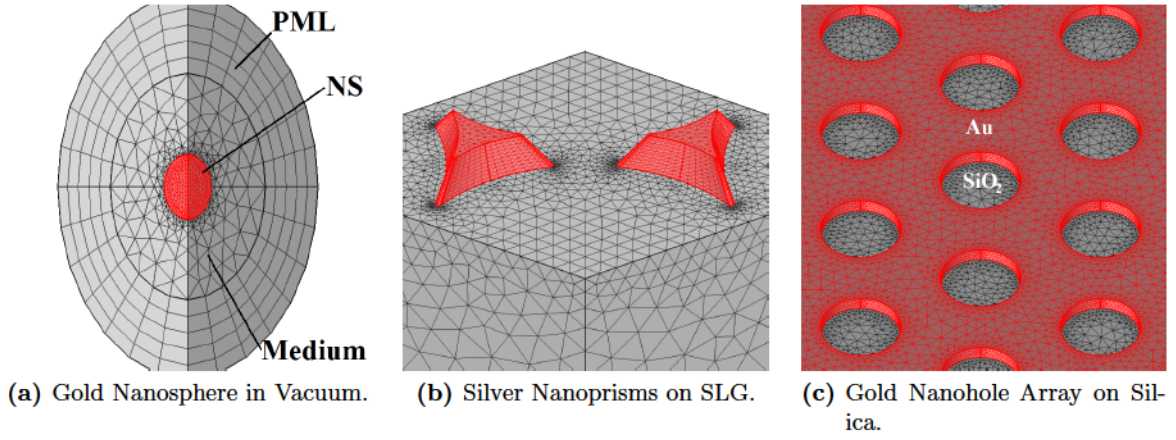 PML
NS
Medium
(a) Gold Nanosphere in Vacuum.
(b) Silver Nanoprisms on SLG.
Au
SiO₂
(c) Gold Nanohole Array on Sil-
ica.